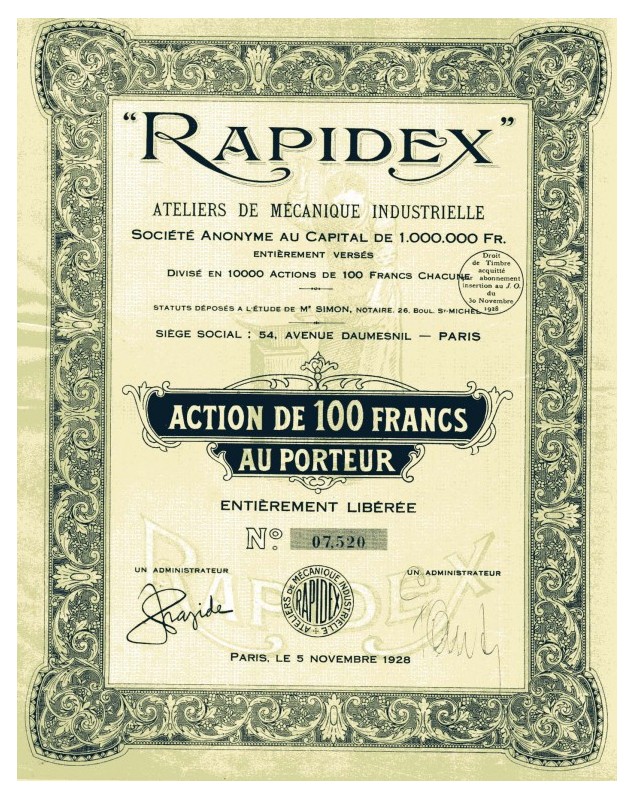 "RAPIDEX"
ATELIERS DE MÉCANIQUE INDUSTRIELLE
SOCIÉTÉ ANONYME AU CAPITAL DE 1.000.000 FR.
ENTIÈREMENT VERSÉS
DIVISÉ EN 10000 ACTIONS DE 100 FRANCS CHACUNE
Droit
de Timbre
acquitté
par abonnement
insertion au J. O.
du
30 Novembre
1928
STATUTS DÉPOSÉS A L'ÉTUDE DE Mᵉ SIMON, NOTAIRE. 26. BOUL. Sᵗ-MICHEL
SIÈGE SOCIAL : 54, AVENUE DAUMESNIL — PARIS
ACTION DE 100 FRANCS
AU PORTEUR
ENTIÈREMENT LIBÉRÉE
Nº 07,520
RAPIDEX
UN ADMINISTRATEUR
UN ADMINISTRATEUR
ATELIERS DE MÉCANIQUE INDUSTRIELLE
RAPIDEX
PARIS, LE 5 NOVEMBRE 1928